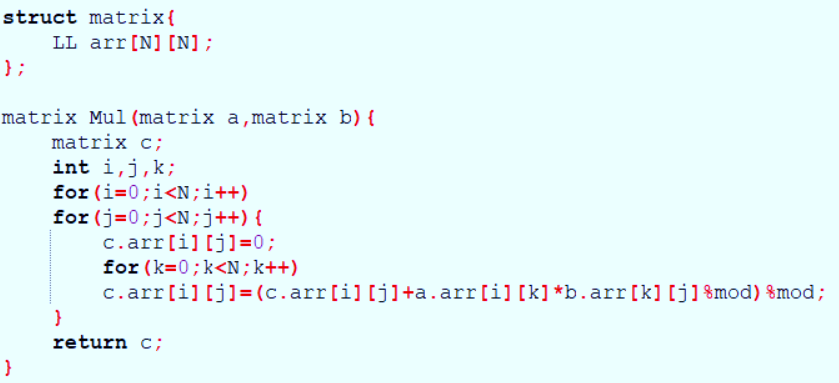 struct matrix{
    LL arr[N][N];
};

matrix Mul(matrix a,matrix b){
    matrix c;
    int i,j,k;
    for(i=0;i<N;i++)
    for(j=0;j<N;j++){
        c.arr[i][j]=0;
        for(k=0;k<N;k++)
        c.arr[i][j]=(c.arr[i][j]+a.arr[i][k]*b.arr[k][j]%mod)%mod;
    }
    return c;
}